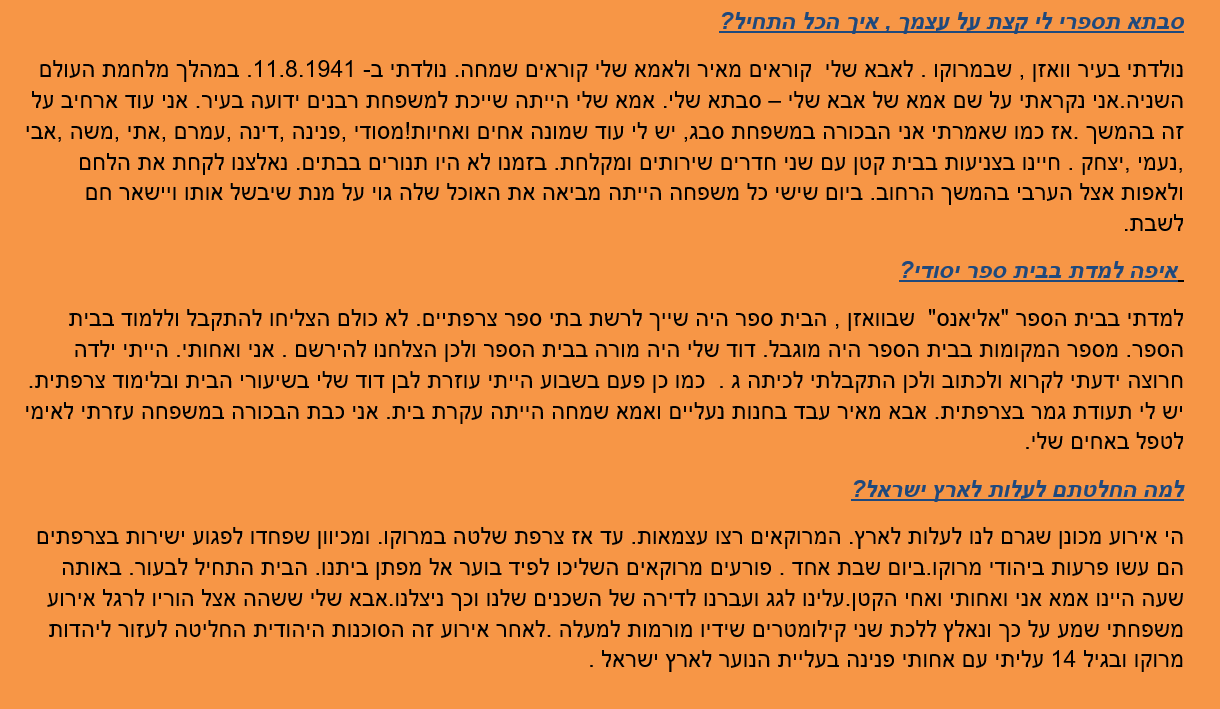 סבתא תספרי לי קצת על עצמך , איך הכל התחיל?
נולדתי בעיר וואזן , שבמרוקו . לאבא שלי קוראים מאיר ולאמא שלי קוראים שמחה. נולדתי ב- 11.8.1941. במהלך מלחמת העולם
השניה.אני נקראתי על שם אמא של אבא שלי – סבתא שלי. אמא שלי הייתה שייכת למשפחת רבנים ידועה בעיר. אני עוד ארחיב על
זה בהמשך .אז כמו שאמרתי אני הבכורה במשפחת סבג, יש לי עוד שמונה אחים ואחיות!מסודי ,פנינה ,דינה ,עמרם ,אתי ,משה ,אבי
,נעמי ,יצחק . חיינו בצניעות בבית קטן עם שני חדרים שירותים ומקלחת. בזמנו לא היו תנורים בבתים. נאלצנו לקחת את הלחם
ולאפות אצל הערבי בהמשך הרחוב. ביום שישי כל משפחה הייתה מביאה את האוכל שלה גוי על מנת שיבשל אותו ויישאר חם
לשבת.
איפה למדת בבית ספר יסודי?
למדתי בבית הספר "אליאנס" שבוואזן , הבית ספר היה שייך לרשת בתי ספר צרפתיים. לא כולם הצליחו להתקבל וללמוד בבית
הספר. מספר המקומות בבית הספר היה מוגבל. דוד שלי היה מורה בבית הספר ולכן הצלחנו להירשם . אני ואחותי. הייתי ילדה
חרוצה ידעתי לקרוא ולכתוב ולכן התקבלתי לכיתה ג . כמו כן פעם בשבוע הייתי עוזרת לבן דוד שלי בשיעורי הבית ובלימוד צרפתית.
יש לי תעודת גמר בצרפתית. אבא מאיר עבד בחנות נעליים ואמא שמחה הייתה עקרת בית. אני כבת הבכורה במשפחה עזרתי לאימי
לטפל באחים שלי.
למה החלטתם לעלות לארץ ישראל?
הי אירוע מכונן שגרם לנו לעלות לארץ. המרוקאים רצו עצמאות. עד אז צרפת שלטה במרוקו. ומכיוון שפחדו לפגוע ישירות בצרפתים
הם עשו פרעות ביהודי מרוקו.ביום שבת אחד . פורעים מרוקאים השליכו לפיד בוער אל מפתן ביתנו. הבית התחיל לבעור. באותה
שעה היינו אמא אני ואחותי ואחי הקטן.עלינו לגג ועברנו לדירה של השכנים שלנו וכך ניצלנו.אבא שלי ששהה אצל הוריו לרגל אירוע
משפחתי שמע על כך ונאלץ ללכת שני קילומטרים שידיו מורמות למעלה .לאחר אירוע זה הסוכנות היהודית החליטה לעזור ליהדות
מרוקו ובגיל 14 עליתי עם אחותי פנינה בעליית הנוער לארץ ישראל .